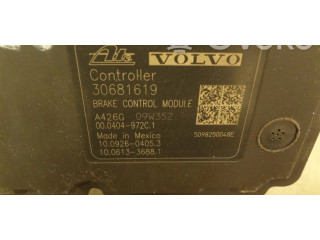 Ate VOLVO
Controller
30681619
BRAKE CONTROL MODULE
A426G 09W352
00.0404-972C.1
5098250048E
Made in Mexico
10.0926-0405.3
10.0613-3688.1